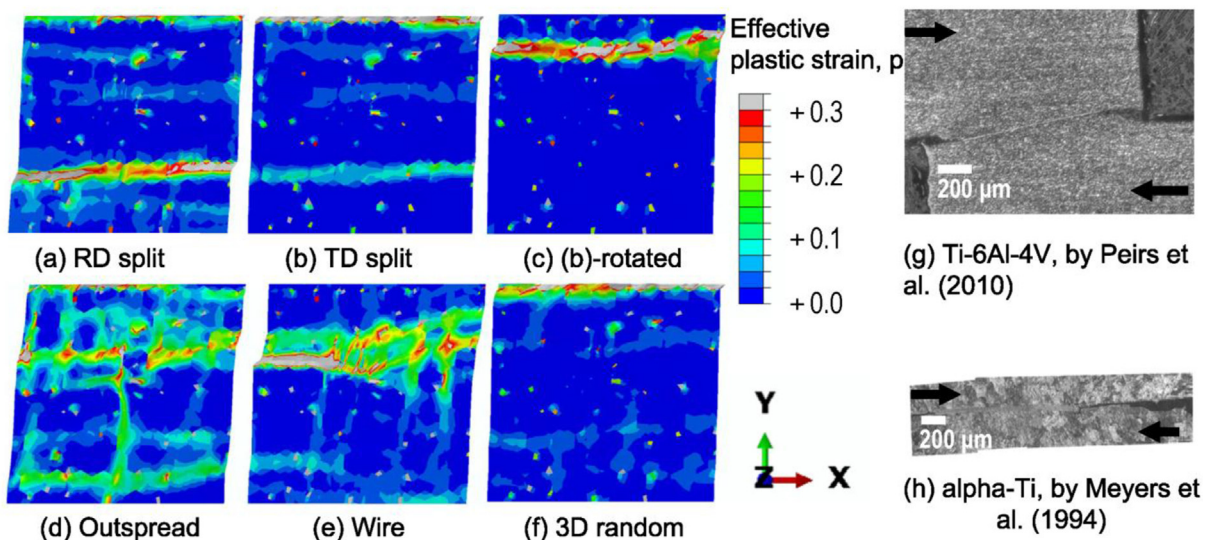 Effective
plastic strain, p
+ 0.3
+ 0.2
+ 0.1
+ 0.0
(a) RD split
(b) TD split
(c) (b)-rotated
(d) Outspread
(e) Wire
(f) 3D random
Y
Z
X
200 µm
(g) Ti-6Al-4V, by Peirs et
al. (2010)
200 µm
(h) alpha-Ti, by Meyers et
al. (1994)